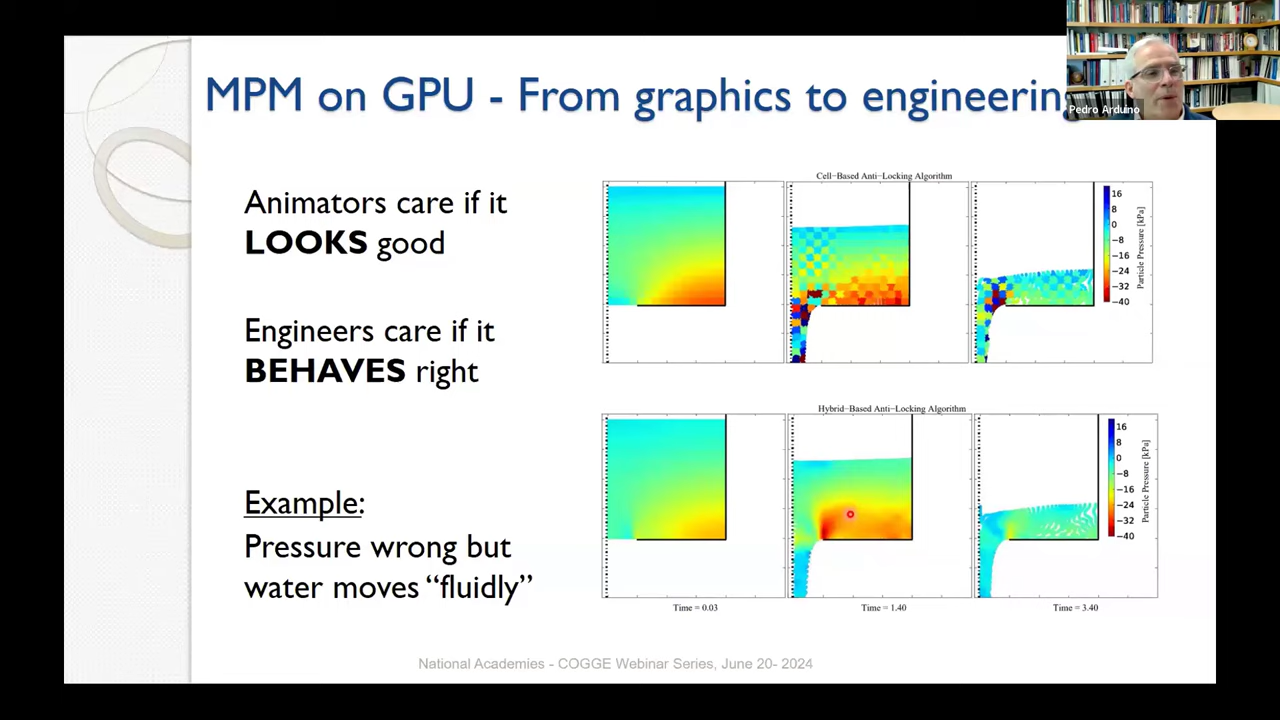 MPM on GPU - From graphics to engineering
Pedro Arduino
Animators care if it
LOOKS good
Engineers care if it
BEHAVES right
Example:
Pressure wrong but
water moves “fluidly”
Cell-Based Anti-Locking Algorithm
16
8
0
-8
-16
-24
-32
-40
Particle Pressure [kPa]
Hybrid-Based Anti-Locking Algorithm
16
8
0
-8
-16
-24
-32
-40
Particle Pressure [kPa]
Time = 0.03
Time = 1.40
Time = 3.40
National Academies - COGGE Webinar Series, June 20- 2024